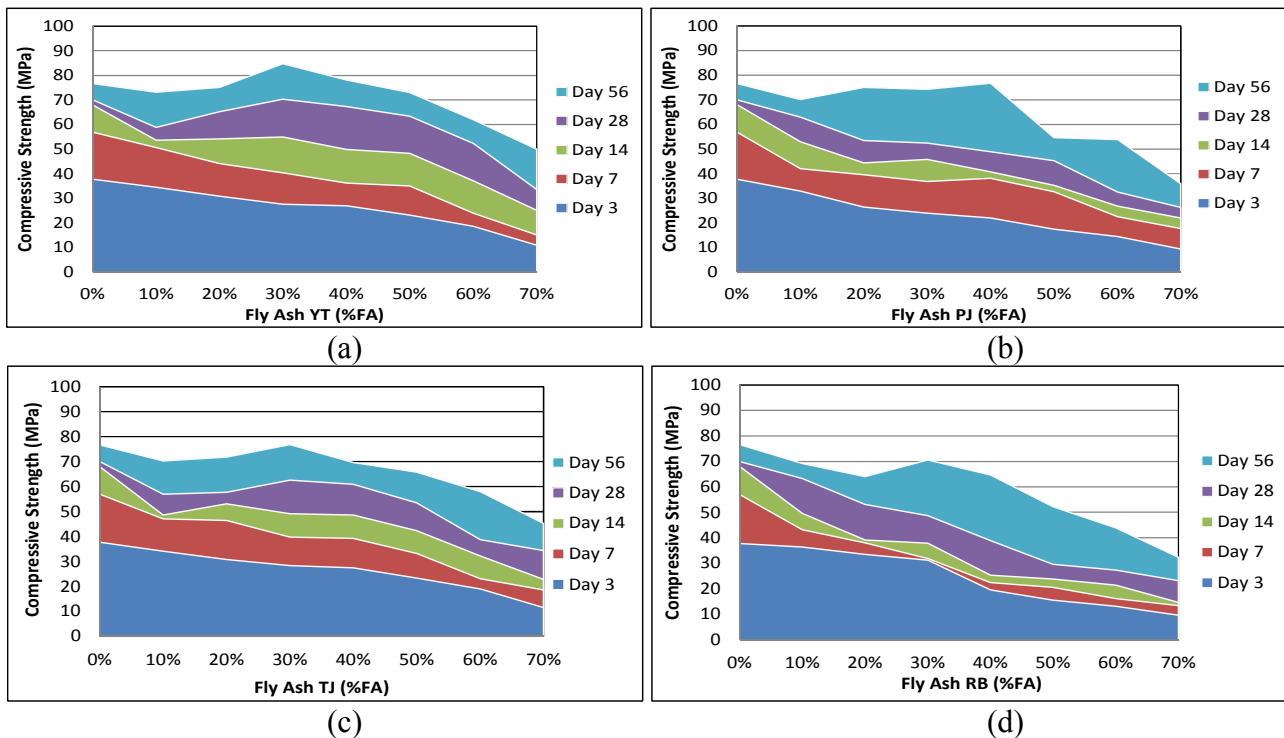 Compressive Strength (MPa)
100
90
80
70
60
50
40
30
20
10
0
0% 10% 20% 30% 40% 50% 60% 70%
Fly Ash YT (%FA)
Day 56
Day 28
Day 14
Day 7
Day 3
(a)
Compressive Strength (MPa)
100
90
80
70
60
50
40
30
20
10
0
0% 10% 20% 30% 40% 50% 60% 70%
Fly Ash PJ (%FA)
Day 56
Day 28
Day 14
Day 7
Day 3
(b)
Compressive Strength (MPa)
100
90
80
70
60
50
40
30
20
10
0
0% 10% 20% 30% 40% 50% 60% 70%
Fly Ash TJ (%FA)
Day 56
Day 28
Day 14
Day 7
Day 3
(c)
Compressive Strength (MPa)
100
90
80
70
60
50
40
30
20
10
0
0% 10% 20% 30% 40% 50% 60% 70%
Fly Ash RB (%FA)
Day 56
Day 28
Day 14
Day 7
Day 3
(d)